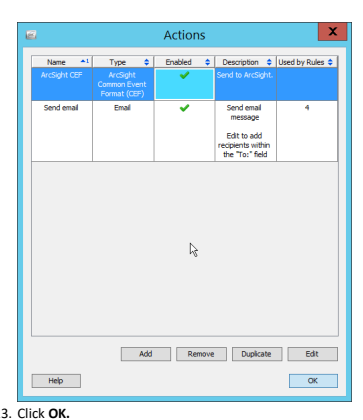 Actions
X
Name 1 Type Enabled Description Used by Rules
ArcSight CEF ArcSight Common Event Format (CEF) Send to ArcSight.
Send email Email Send email message 4
Edit to add recipients within the "To:" field
Add Remove Duplicate Edit
Help OK
3. Click OK.